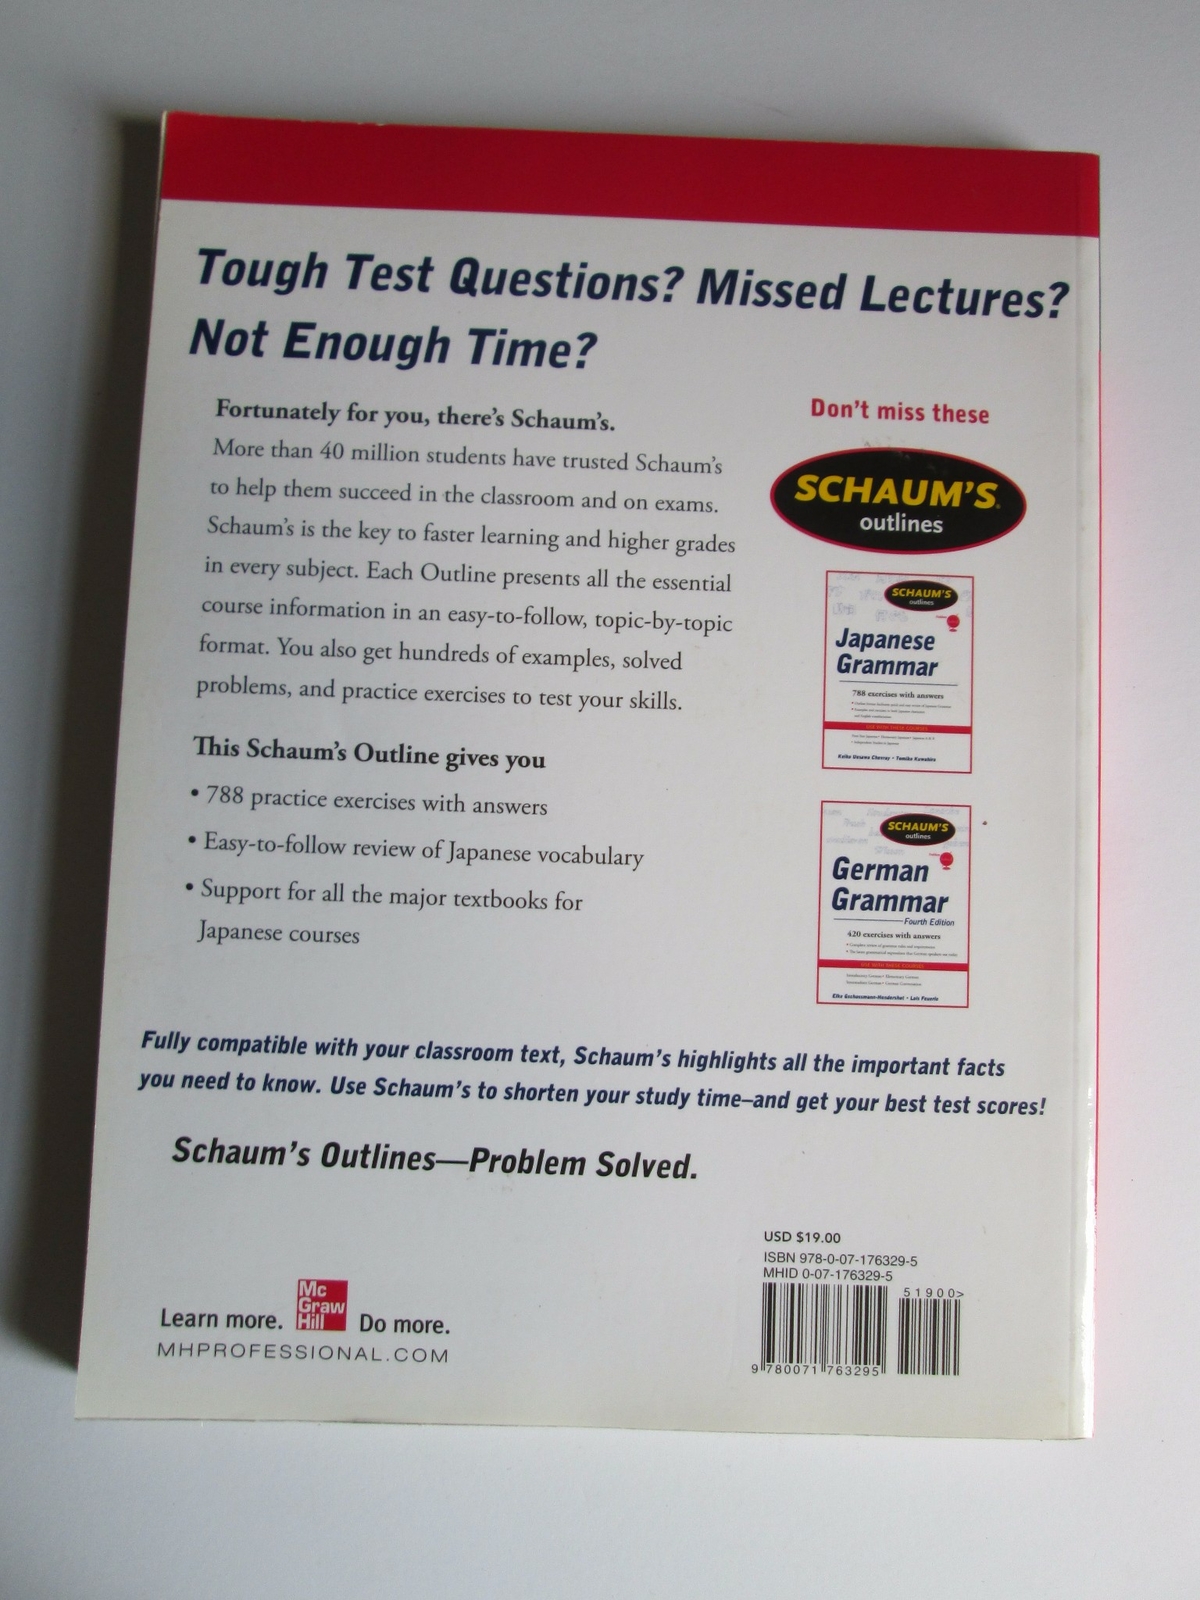 Tough Test Questions? Missed Lectures?
Not Enough Time?
Fortunately for you, there's Schaum's.
More than 40 million students have trusted Schaum's
to help them succeed in the classroom and on exams.
Schaum's is the key to faster learning and higher grades
in every subject. Each Outline presents all the essential
course information in an easy-to-follow, topic-by-topic
format. You also get hundreds of examples, solved
problems, and practice exercises to test your skills.
This Schaum's Outline gives you
• 788 practice exercises with answers
• Easy-to-follow review of Japanese vocabulary
• Support for all the major textbooks for
Japanese courses
Don't miss these
SCHAUM'S
outlines
SCHAUM'S
outlines
Japanese
Grammar
788 exercises with answers
SCHAUM'S
outlines
German
Grammar
Fourth Edition
420 exercises with answers
Fully compatible with your classroom text, Schaum's highlights all the important facts
you need to know. Use Schaum's to shorten your study time–and get your best test scores!
Schaum's Outlines—Problem Solved.
USD $19.00
ISBN 978-0-07-176329-5
MHID 0-07-176329-5
51900>
9 780071 763295
Mc
Graw
Hill
Learn more. Do more.
MHPROFESSIONAL.COM